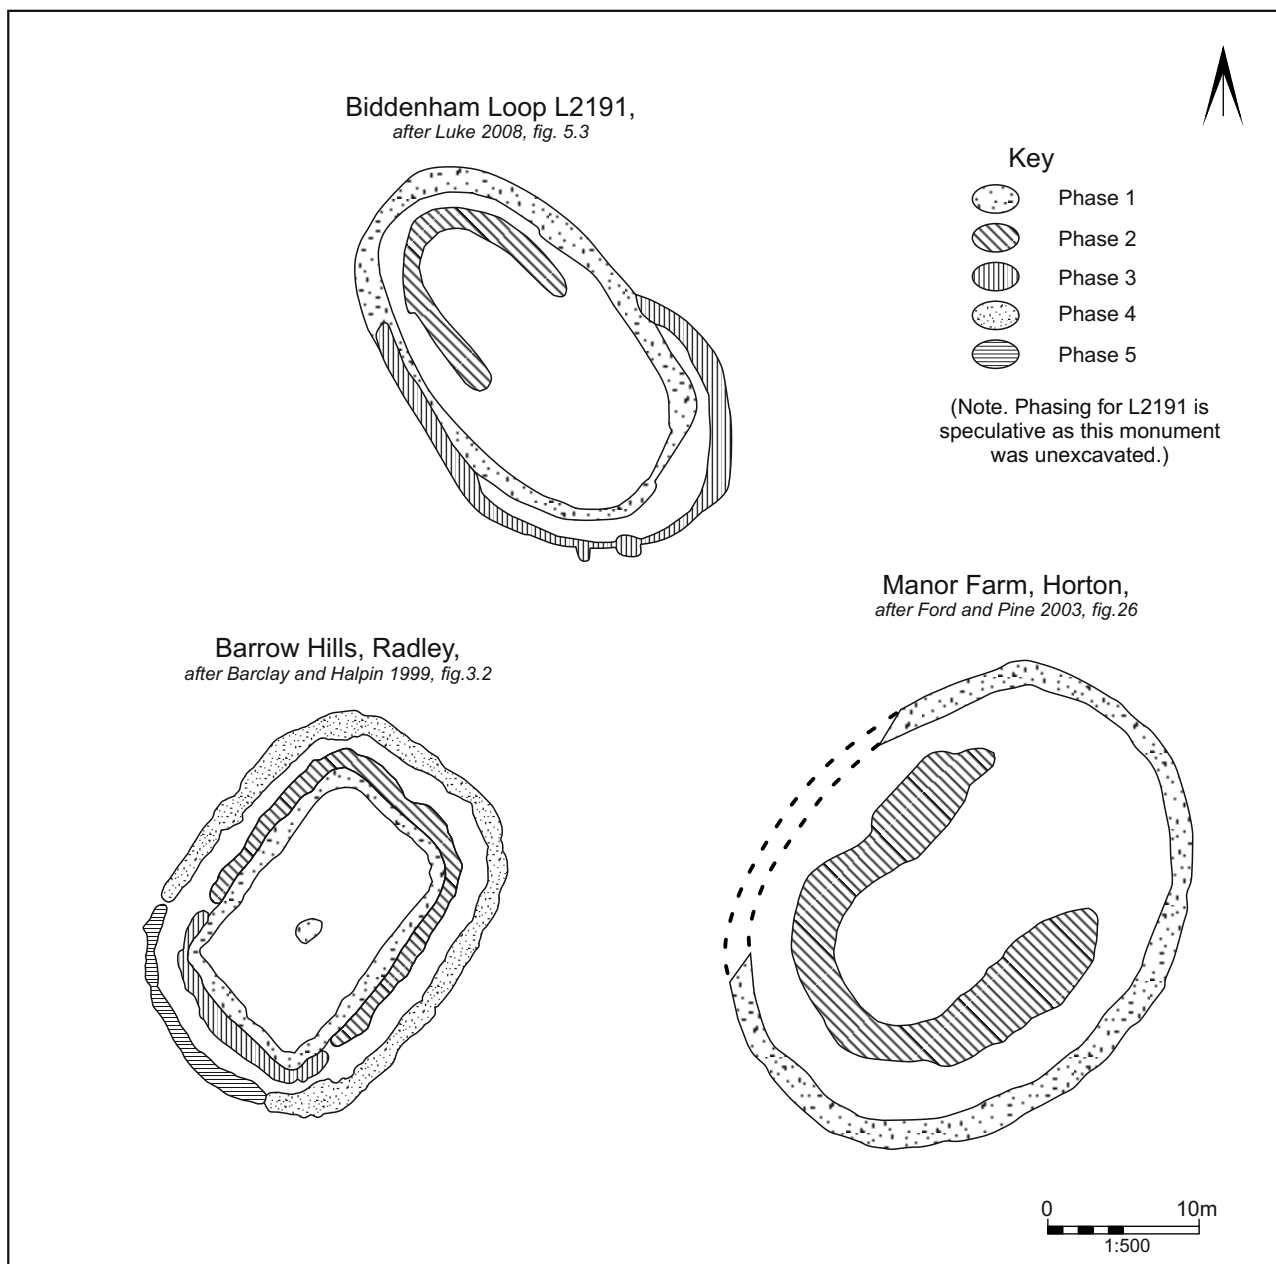 Biddenham Loop L2191,
after Luke 2008, fig. 5.3
Key
Phase 1
Phase 2
Phase 3
Phase 4
Phase 5
(Note. Phasing for L2191 is
speculative as this monument
was unexcavated.)
Manor Farm, Horton,
after Ford and Pine 2003, fig.26
Barrow Hills, Radley,
after Barclay and Halpin 1999, fig.3.2
0 10m
1:500